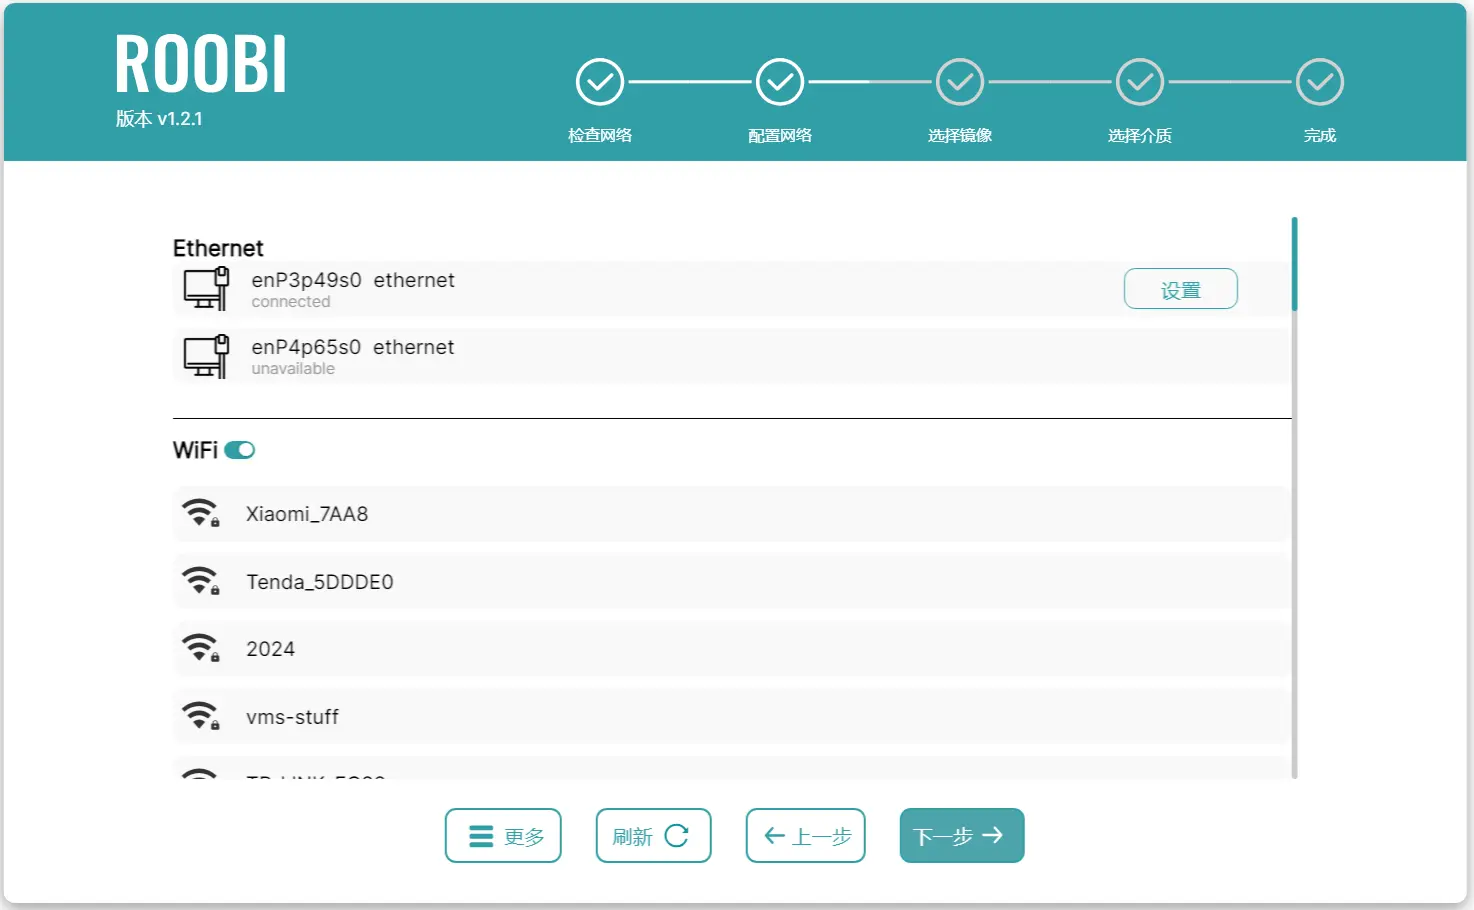 ROOBI
版本 v1.2.1
检查网络
配置网络
选择镜像
选择介质
完成
Ethernet
enP3p49s0 ethernet
connected
设置
enP4p65s0 ethernet
unavailable
WiFi
Xiaomi_7AA8
Tenda_5DDDE0
2024
vms-stuff
更多
刷新
上一步
下一步